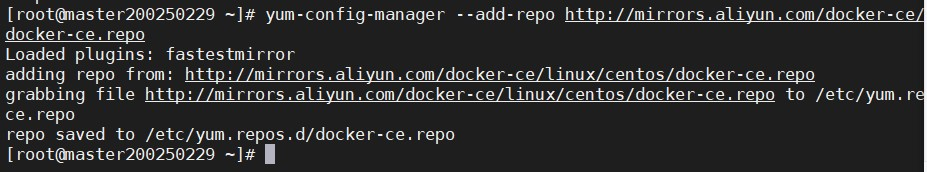 [root@master200250229 ~]# yum-config-manager --add-repo http://mirrors.aliyun.com/docker-ce/
docker-ce.repo
Loaded plugins: fastestmirror
adding repo from: http://mirrors.aliyun.com/docker-ce/linux/centos/docker-ce.repo
grabbing file http://mirrors.aliyun.com/docker-ce/linux/centos/docker-ce.repo to /etc/yum.re
ce.repo
repo saved to /etc/yum.repos.d/docker-ce.repo
[root@master200250229 ~]#